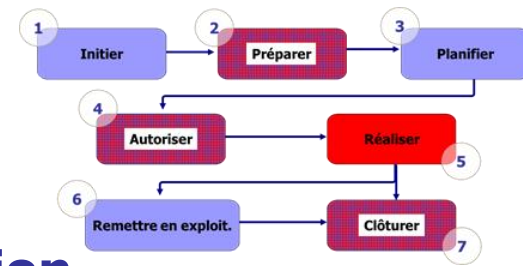 1
Initier
2
Préparer
3
Planifier
4
Autoriser
Réaliser
5
6
Remettre en exploit.
Clôturer
7